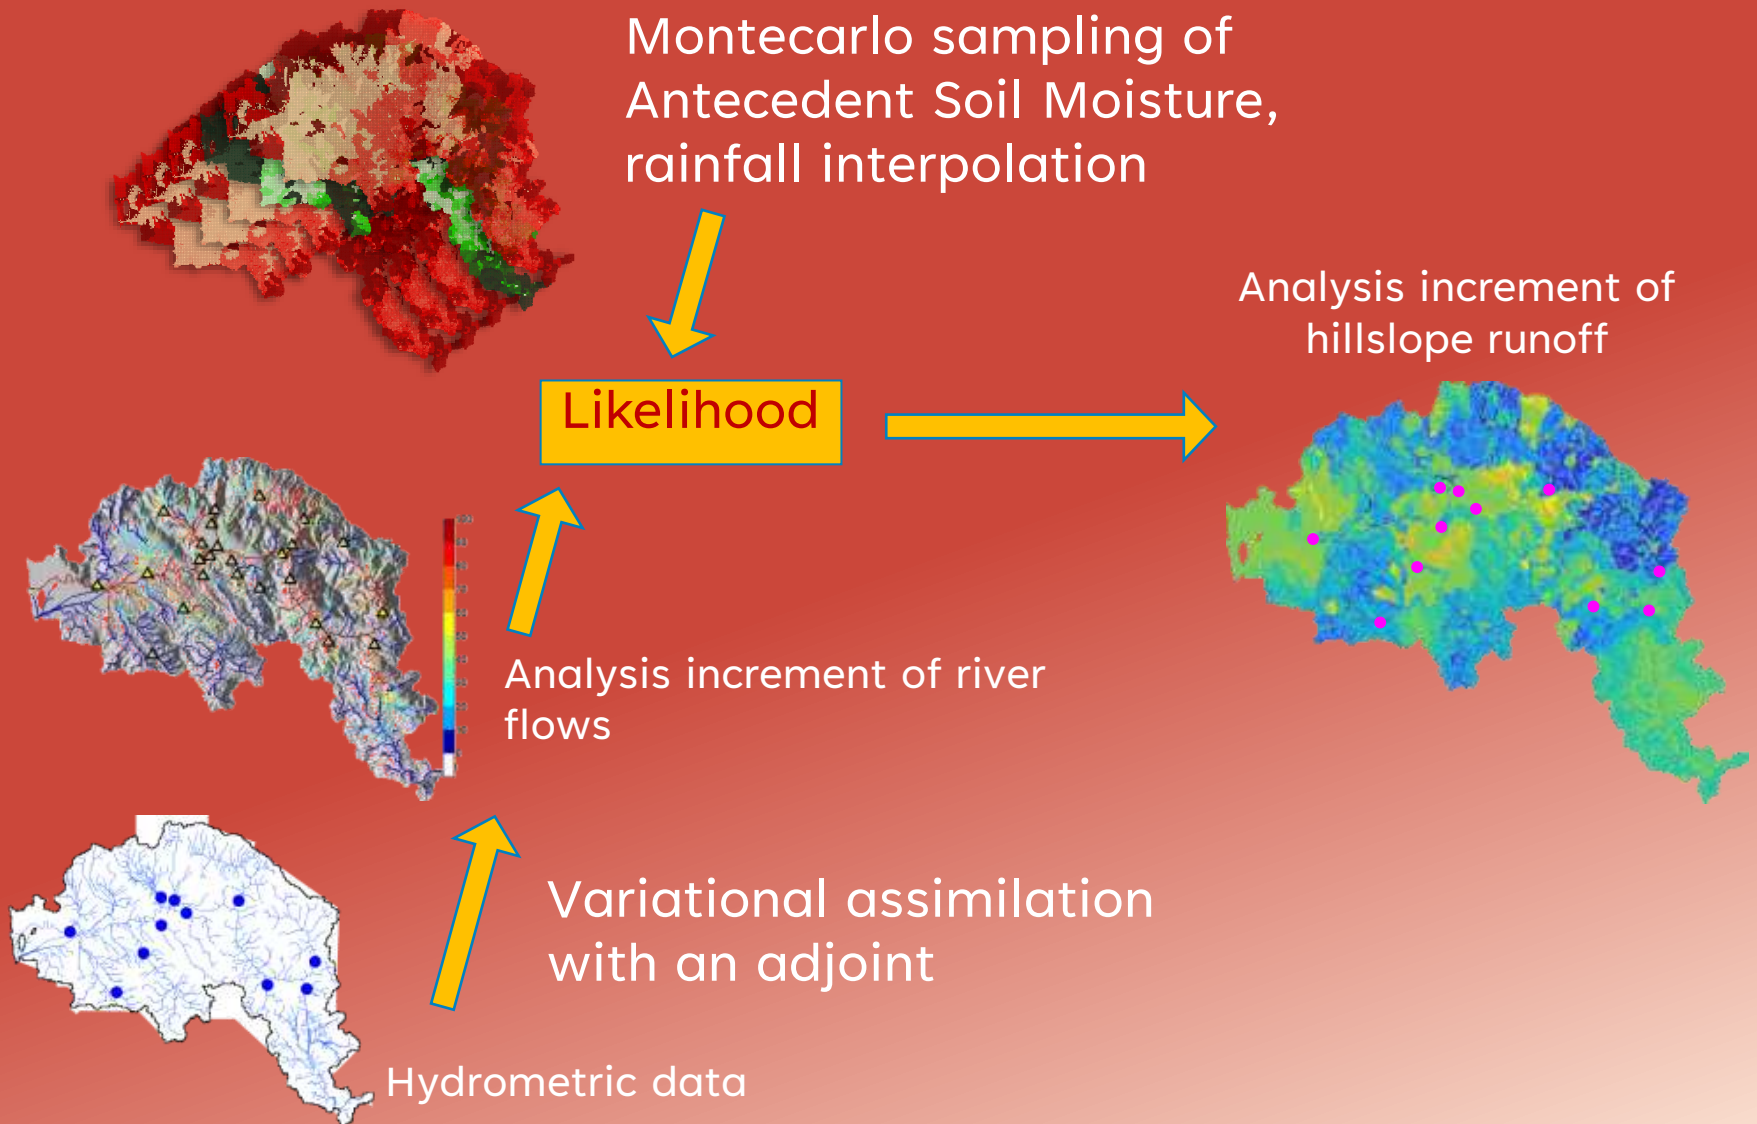 Montecarlo sampling of
Antecedent Soil Moisture,
rainfall interpolation
Analysis increment of
hillslope runoff
Likelihood
Analysis increment of river
flows
Variational assimilation
with an adjoint
Hydrometric data